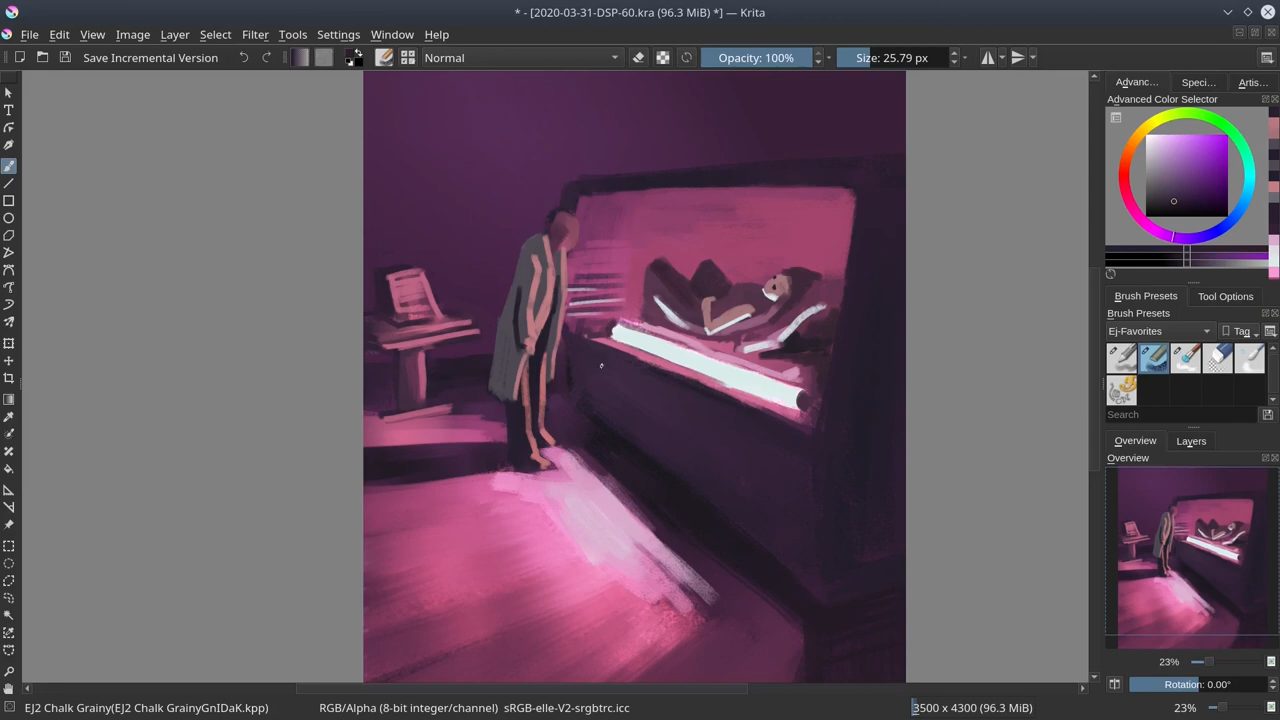 * - [2020-03-31-DSP-60.kra (96.3 MiB) *] — Krita
File Edit View Image Layer Select Filter Tools Settings Window Help
Save Incremental Version Normal Opacity: 100% Size: 25.79 px
Advanc... Speci... Artis...
Advanced Color Selector
Brush Presets Tool Options
Brush Presets
Ej-Favorites Tag
Search
Overview Layers
Overview
23%
Rotation: 0.00°
EJ2 Chalk Grainy(EJ2 Chalk GrainyGnIDaK.kpp) RGB/Alpha (8-bit integer/channel) sRGB-elle-V2-srgbtrc.icc 3500 x 4300 (96.3 MiB) 23%